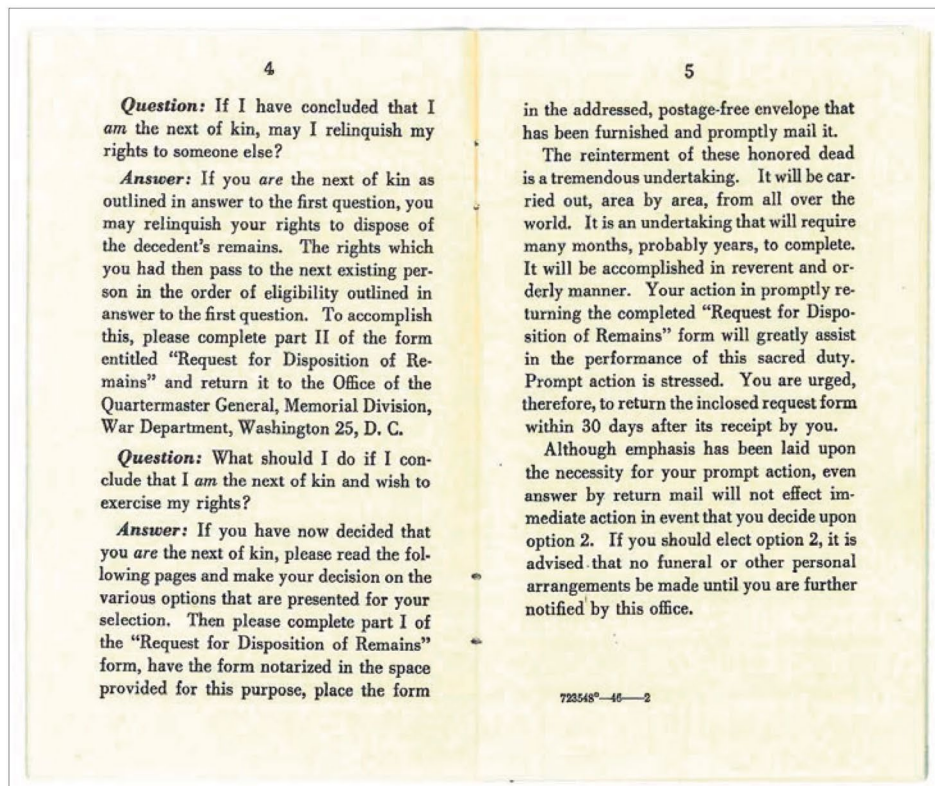 4
Question: If I have concluded that I
am the next of kin, may I relinquish my
rights to someone else?
Answer: If you are the next of kin as
outlined in answer to the first question, you
may relinquish your rights to dispose of
the decedent's remains. The rights which
you had then pass to the next existing per-
son in the order of eligibility outlined in
answer to the first question. To accomplish
this, please complete part II of the form
entitled "Request for Disposition of Re-
mains" and return it to the Office of the
Quartermaster General, Memorial Division,
War Department, Washington 25, D. C.
Question: What should I do if I con-
clude that I am the next of kin and wish to
exercise my rights?
Answer: If you have now decided that
you are the next of kin, please read the fol-
lowing pages and make your decision on the
various options that are presented for your
selection. Then please complete part I of
the "Request for Disposition of Remains"
form, have the form notarized in the space
provided for this purpose, place the form
5
in the addressed, postage-free envelope that
has been furnished and promptly mail it.
The reinterment of these honored dead
is a tremendous undertaking. It will be car-
ried out, area by area, from all over the
world. It is an undertaking that will require
many months, probably years, to complete.
It will be accomplished in reverent and or-
derly manner. Your action in promptly re-
turning the completed "Request for Dispo-
sition of Remains" form will greatly assist
in the performance of this sacred duty.
Prompt action is stressed. You are urged,
therefore, to return the inclosed request form
within 30 days after its receipt by you.
Although emphasis has been laid upon
the necessity for your prompt action, even
answer by return mail will not effect im-
mediate action in event that you decide upon
option 2. If you should elect option 2, it is
advised that no funeral or other personal
arrangements be made until you are further
notified by this office.
723548°—46——2